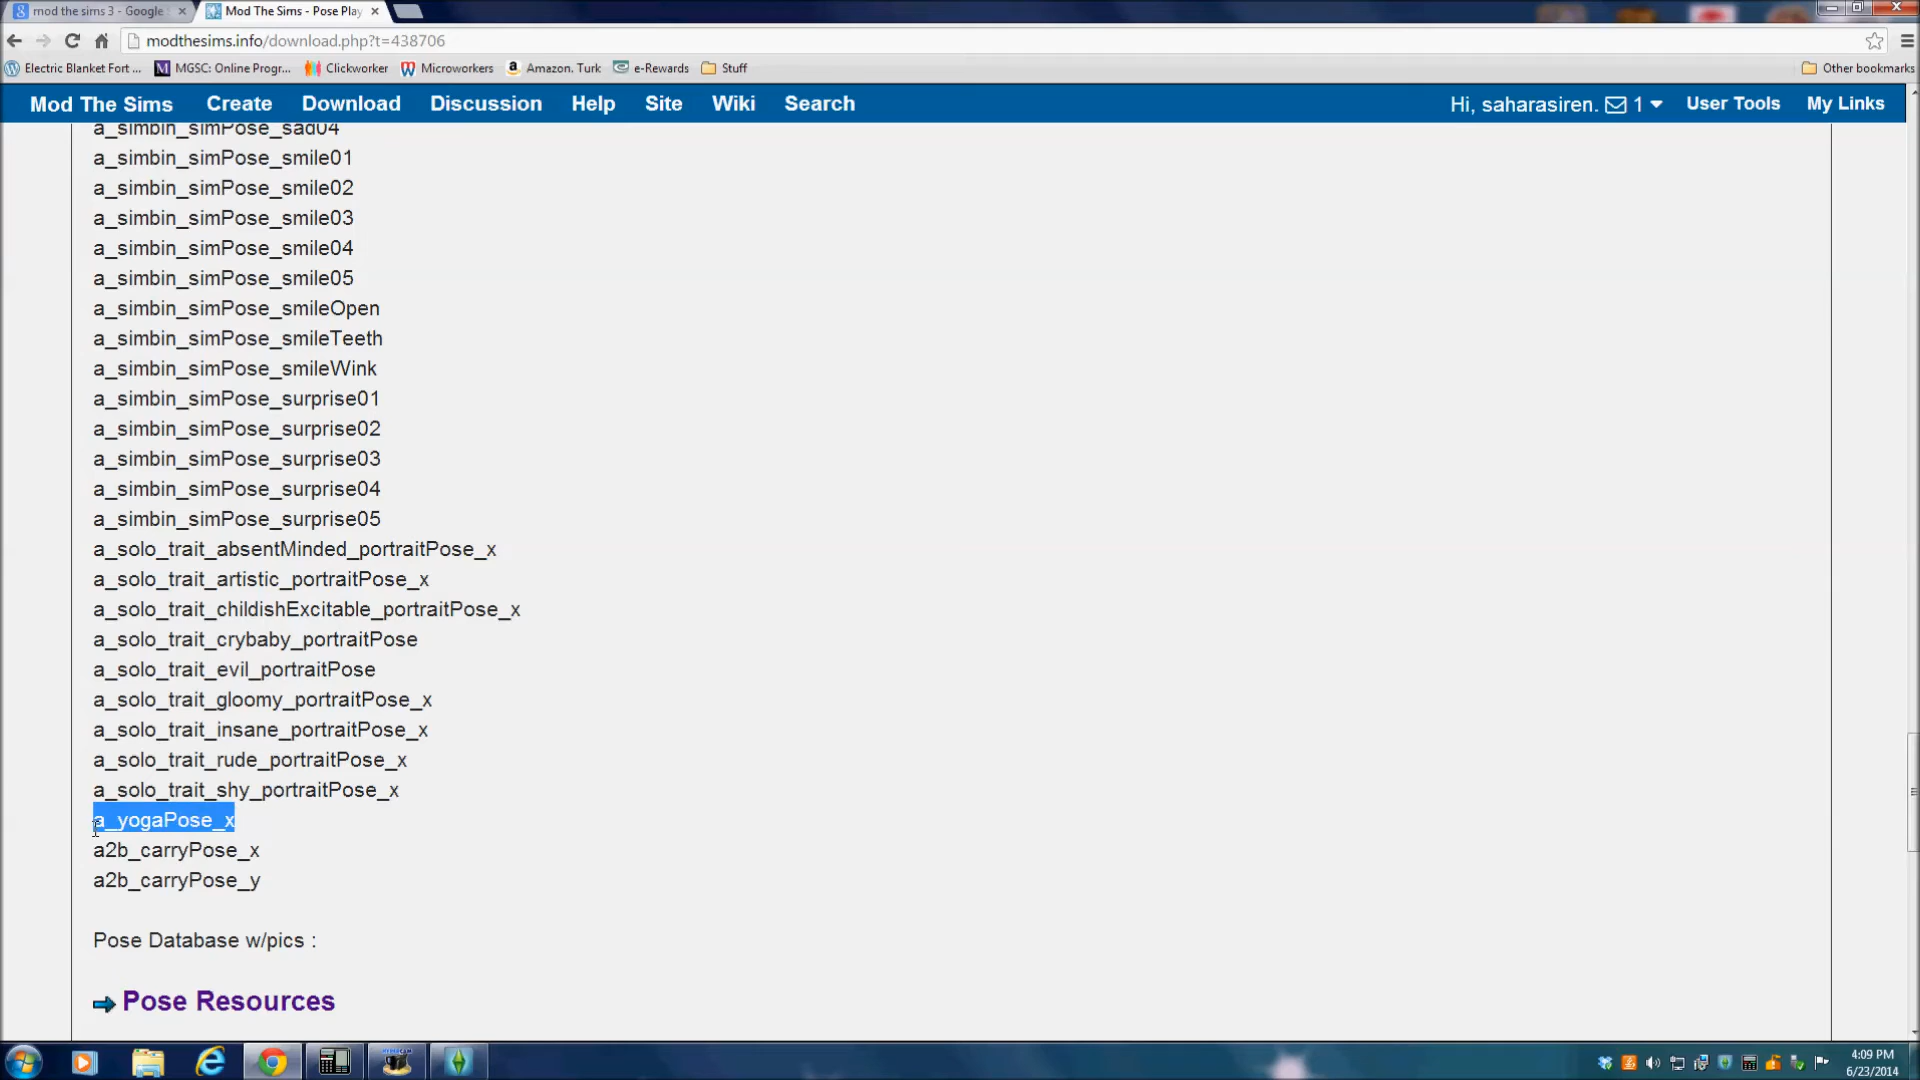 mod the sims 3 - Google
Mod The Sims - Pose Play
modthesims.info/download.php?t=438706
Electric Blanket Fort ...
MGSC: Online Progr...
Clickworker
Microworkers
Amazon. Turk
e-Rewards
Stuff
Other bookmarks
Mod The Sims Create Download Discussion Help Site Wiki Search Hi, saharasiren. 1 User Tools My Links
a_simbin_simPose_sad04
a_simbin_simPose_smile01
a_simbin_simPose_smile02
a_simbin_simPose_smile03
a_simbin_simPose_smile04
a_simbin_simPose_smile05
a_simbin_simPose_smileOpen
a_simbin_simPose_smileTeeth
a_simbin_simPose_smileWink
a_simbin_simPose_surprise01
a_simbin_simPose_surprise02
a_simbin_simPose_surprise03
a_simbin_simPose_surprise04
a_simbin_simPose_surprise05
a_solo_trait_absentMinded_portraitPose_x
a_solo_trait_artistic_portraitPose_x
a_solo_trait_childishExcitable_portraitPose_x
a_solo_trait_crybaby_portraitPose
a_solo_trait_evil_portraitPose
a_solo_trait_gloomy_portraitPose_x
a_solo_trait_insane_portraitPose_x
a_solo_trait_rude_portraitPose_x
a_solo_trait_shy_portraitPose_x
a_yogaPose_x
a2b_carryPose_x
a2b_carryPose_y
Pose Database w/pics :
Pose Resources
4:09 PM
6/23/2014